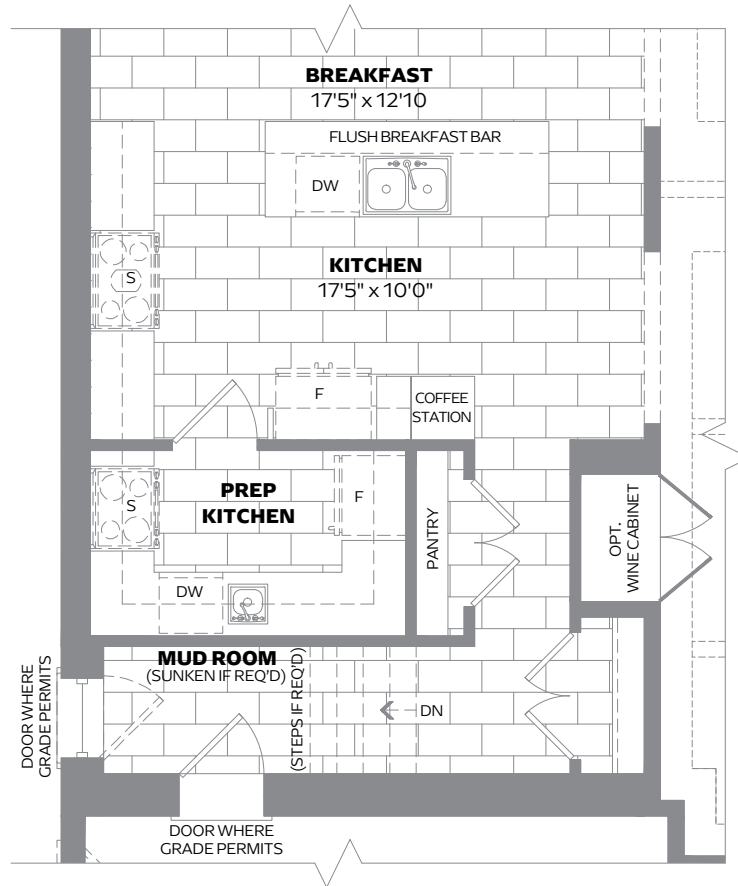 BREAKFAST
17'5" x 12'10
FLUSH BREAKFAST BAR
DW
S
KITCHEN
17'5" x 10'0"
F
COFFEE
STATION
S
PREP
KITCHEN
F
PANTRY
OPT.
WINE CABINET
DW
MUD ROOM
(SUNKEN IF REQ'D)
(STEPS IF REQ'D)
DN
DOOR WHERE
GRADE PERMITS
DOOR WHERE
GRADE PERMITS